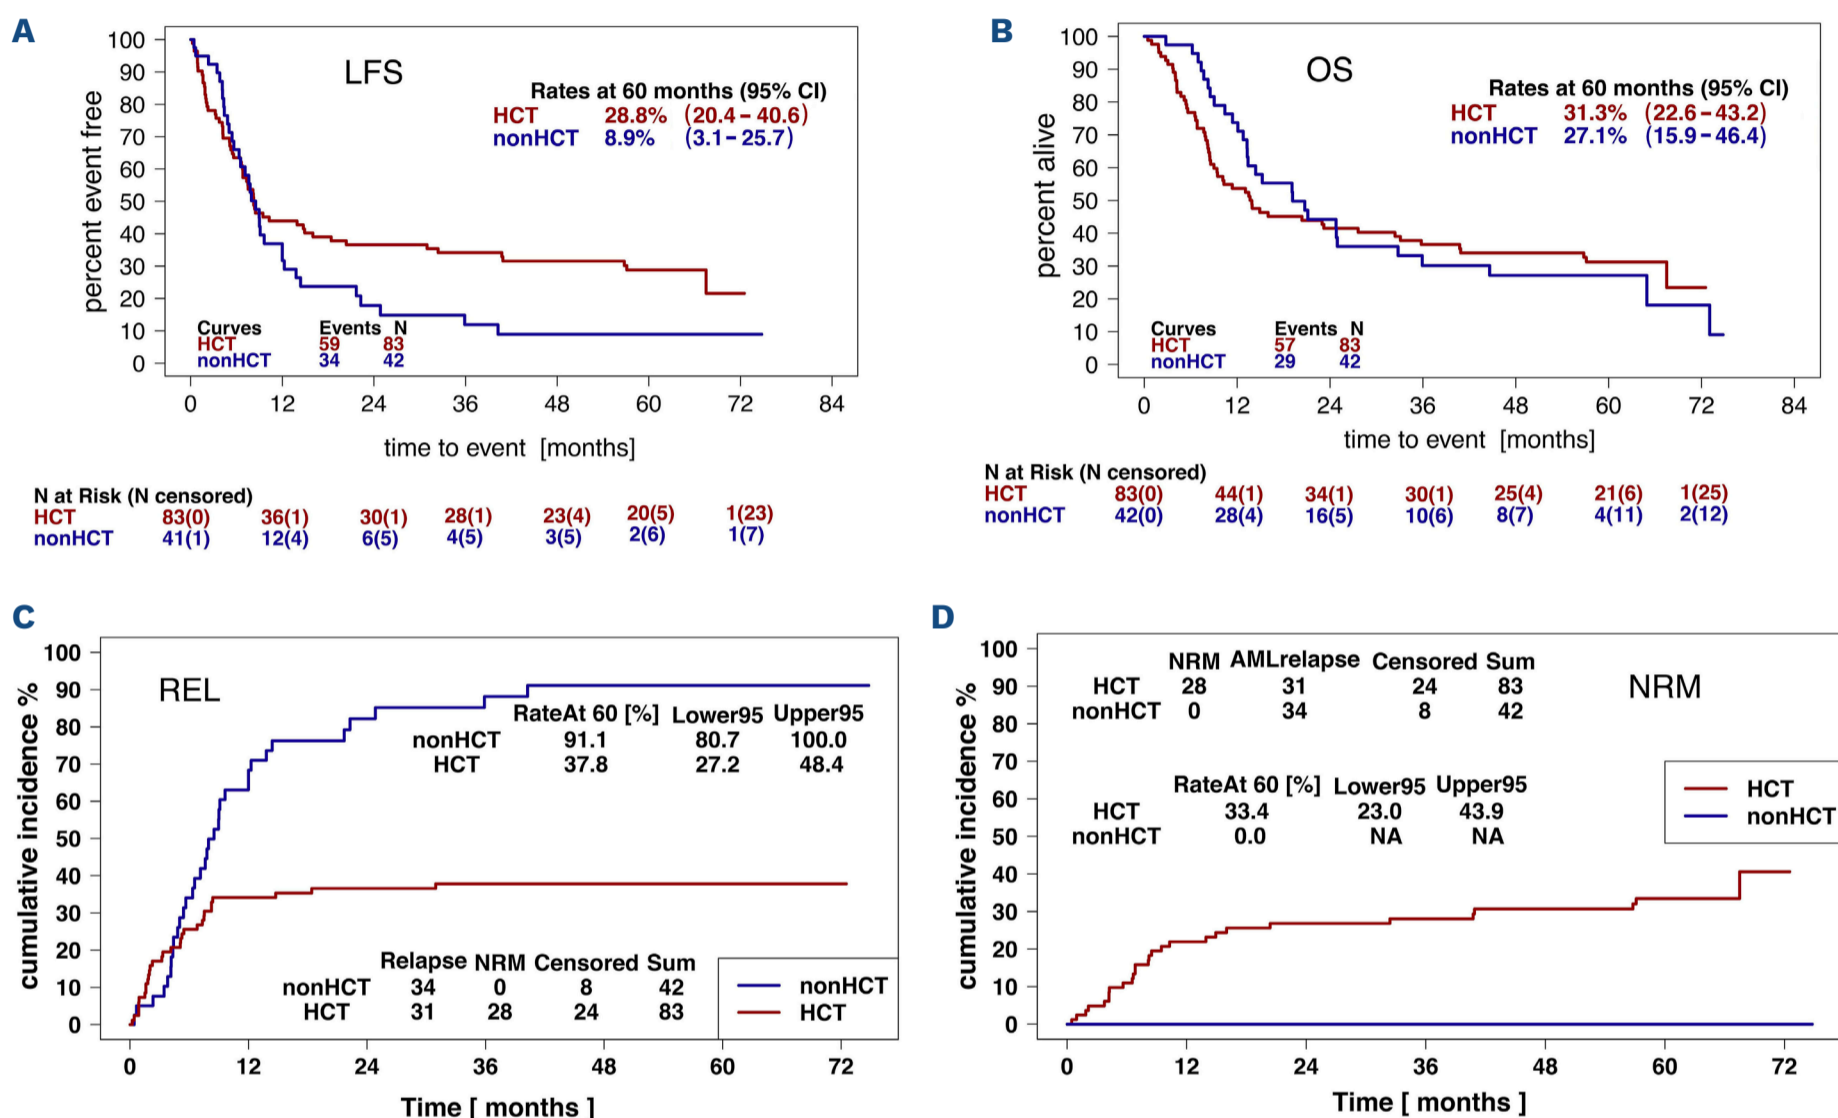 A
LFS
Rates at 60 months (95% CI)
HCT 28.8% (20.4–40.6)
nonHCT 8.9% (3.1–25.7)
percent event free
100
90
80
70
60
50
40
30
20
10
0
Curves Events N
HCT 59 83
nonHCT 34 42
0 12 24 36 48 60 72 84
time to event [months]
N at Risk (N censored)
HCT 83(0) 36(1) 30(1) 28(1) 23(4) 20(5) 1(23)
nonHCT 41(1) 12(4) 6(5) 4(5) 3(5) 2(6) 1(7)
B
OS
Rates at 60 months (95% CI)
HCT 31.3% (22.6–43.2)
nonHCT 27.1% (15.9–46.4)
percent alive
100
90
80
70
60
50
40
30
20
10
0
Curves Events N
HCT 57 83
nonHCT 29 42
0 12 24 36 48 60 72 84
time to event [months]
N at Risk (N censored)
HCT 83(0) 44(1) 34(1) 30(1) 25(4) 21(6) 1(25)
nonHCT 42(0) 28(4) 16(5) 10(6) 8(7) 4(11) 2(12)
C
REL
cumulative incidence %
100
90
80
70
60
50
40
30
20
10
0
RateAt 60 [%] Lower95 Upper95
nonHCT 91.1 80.7 100.0
HCT 37.8 27.2 48.4
Relapse NRM Censored Sum
nonHCT 34 0 8 42
HCT 31 28 24 83
nonHCT
HCT
0 12 24 36 48 60 72
Time [ months ]
D
NRM
cumulative incidence %
100
90
80
70
60
50
40
30
20
10
0
NRM AMLrelapse Censored Sum
HCT 28 31 24 83
nonHCT 0 34 8 42
RateAt 60 [%] Lower95 Upper95
HCT 33.4 23.0 43.9
nonHCT 0.0 NA NA
HCT
nonHCT
0 12 24 36 48 60 72
Time [ months ]